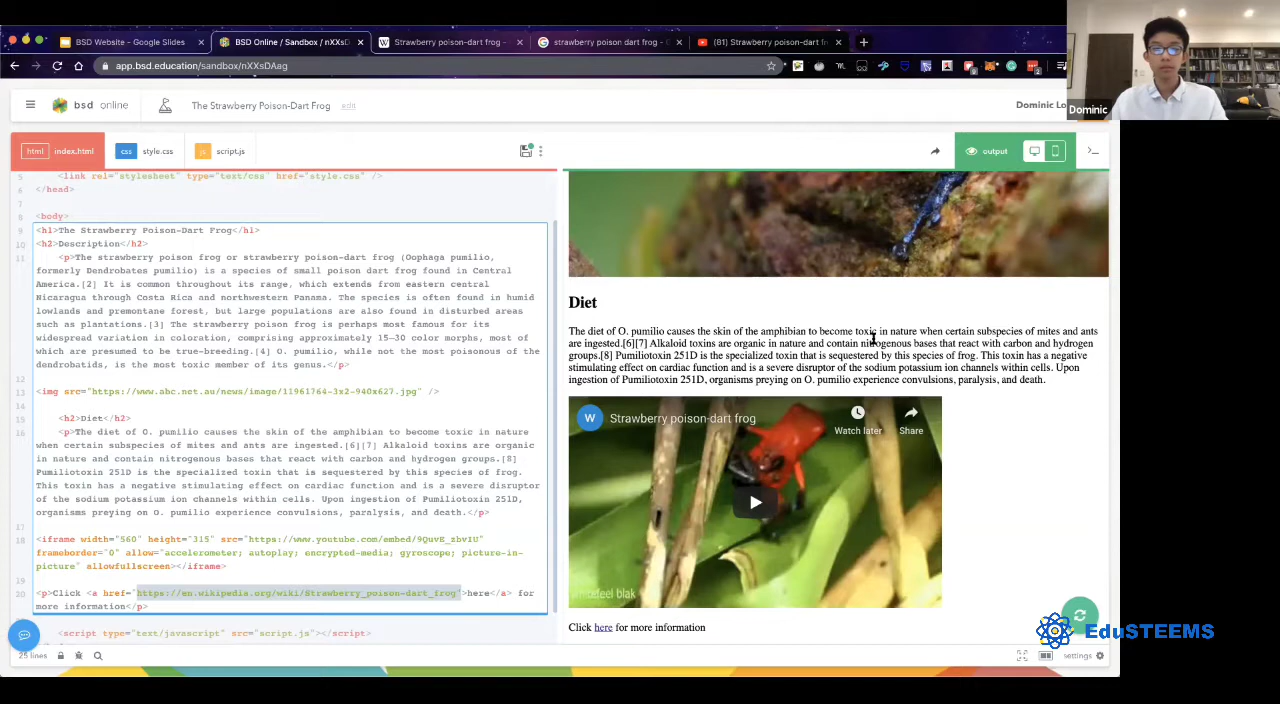 BSD Website - Google Slides
BSD Online / Sandbox / nXXsD
Strawberry poison-dart frog -
strawberry poison dart frog - G
(81) Strawberry poison-dart f
app.bsd.education/sandbox/nXXsDAag
Dominic
bsd online
The Strawberry Poison-Dart Frog edit
Dominic Lo
html index.html
css style.css
js script.js
output
5 <link rel="stylesheet" type="text/css" href="style.css" />
6 </head>
7
8 <body>
9 <h1>The Strawberry Poison-Dart Frog</h1>
10 <h2>Description</h2>
11 <p>The strawberry poison frog or strawberry poison-dart frog (Oophaga pumilio,
formerly Dendrobates pumilio) is a species of small poison dart frog found in Central
America.[2] It is common throughout its range, which extends from eastern central
Nicaragua through Costa Rica and northwestern Panama. The species is often found in humid
lowlands and premontane forest, but large populations are also found in disturbed areas
such as plantations.[3] The strawberry poison frog is perhaps most famous for its
widespread variation in coloration, comprising approximately 15–30 color morphs, most of
which are presumed to be true-breeding.[4] O. pumilio, while not the most poisonous of the
dendrobatids, is the most toxic member of its genus.</p>
12
13 <img src="https://www.abc.net.au/news/image/11961764-3x2-940x627.jpg" />
14
15 <h2>Diet</h2>
16 <p>The diet of O. pumilio causes the skin of the amphibian to become toxic in nature
when certain subspecies of mites and ants are ingested.[6][7] Alkaloid toxins are organic
in nature and contain nitrogenous bases that react with carbon and hydrogen groups.[8]
Pumiliotoxin 251D is the specialized toxin that is sequestered by this species of frog.
This toxin has a negative stimulating effect on cardiac function and is a severe disruptor
of the sodium potassium ion channels within cells. Upon ingestion of Pumiliotoxin 251D,
organisms preying on O. pumilio experience convulsions, paralysis, and death.</p>
17
18 <iframe width="560" height="315" src="https://www.youtube.com/embed/9QuvE_zbvIU"
frameborder="0" allow="accelerometer; autoplay; encrypted-media; gyroscope; picture-in-
picture" allowfullscreen></iframe>
19
20 <p>Click <a href="https://en.wikipedia.org/wiki/Strawberry_poison-dart_frog">here</a> for
more information</p>
<script type="text/javascript" src="script.js"></script>
25 lines
Diet
The diet of O. pumilio causes the skin of the amphibian to become toxic in nature when certain subspecies of mites and ants
are ingested.[6][7] Alkaloid toxins are organic in nature and contain nitrogenous bases that react with carbon and hydrogen
groups.[8] Pumiliotoxin 251D is the specialized toxin that is sequestered by this species of frog. This toxin has a negative
stimulating effect on cardiac function and is a severe disruptor of the sodium potassium ion channels within cells. Upon
ingestion of Pumiliotoxin 251D, organisms preying on O. pumilio experience convulsions, paralysis, and death.
W Strawberry poison-dart frog
Watch later
Share
Click here for more information
EduSTEEMS
settings